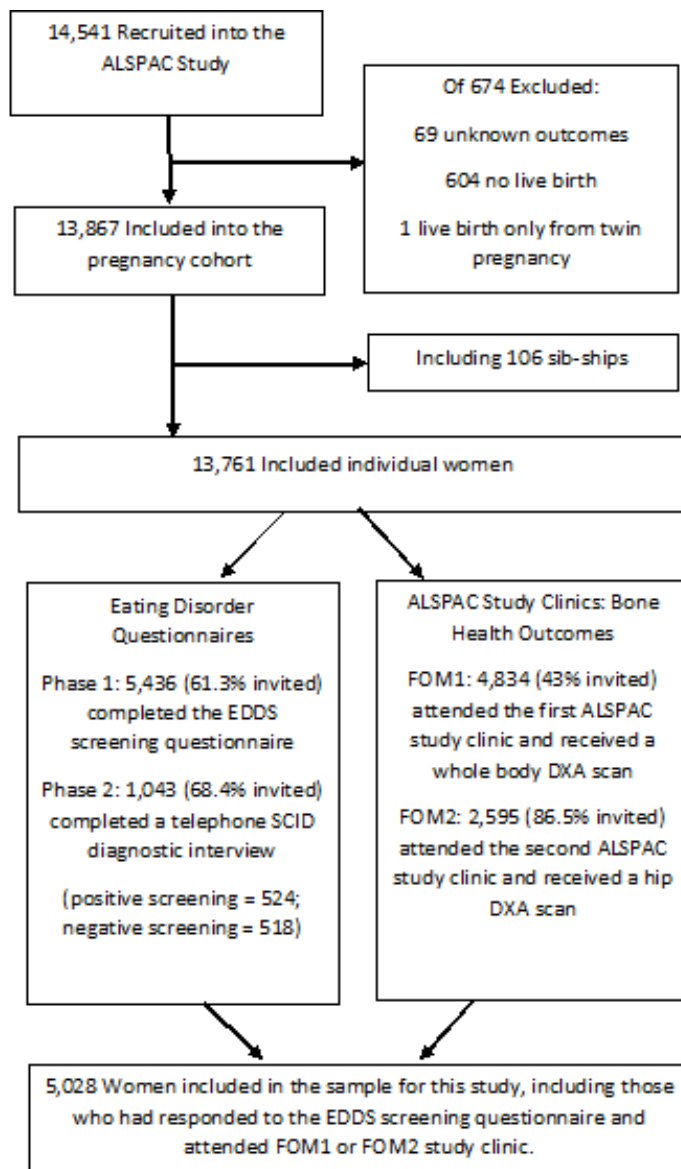 14,541 Recruited into the
ALSPAC Study
Of 674 Excluded:
69 unknown outcomes
604 no live birth
1 live birth only from twin
pregnancy
13,867 Included into the
pregnancy cohort
Including 106 sib-ships
13,761 Included individual women
Eating Disorder
Questionnaires
Phase 1: 5,436 (61.3% invited)
completed the EDDS
screening questionnaire
Phase 2: 1,043 (68.4% invited)
completed a telephone SCID
diagnostic interview
(positive screening = 524;
negative screening = 518)
ALSPAC Study Clinics: Bone
Health Outcomes
FOM1: 4,834 (43% invited)
attended the first ALSPAC
study clinic and received a
whole body DXA scan
FOM2: 2,595 (86.5% invited)
attended the second ALSPAC
study clinic and received a hip
DXA scan
5,028 Women included in the sample for this study, including those
who had responded to the EDDS screening questionnaire and
attended FOM1 or FOM2 study clinic.